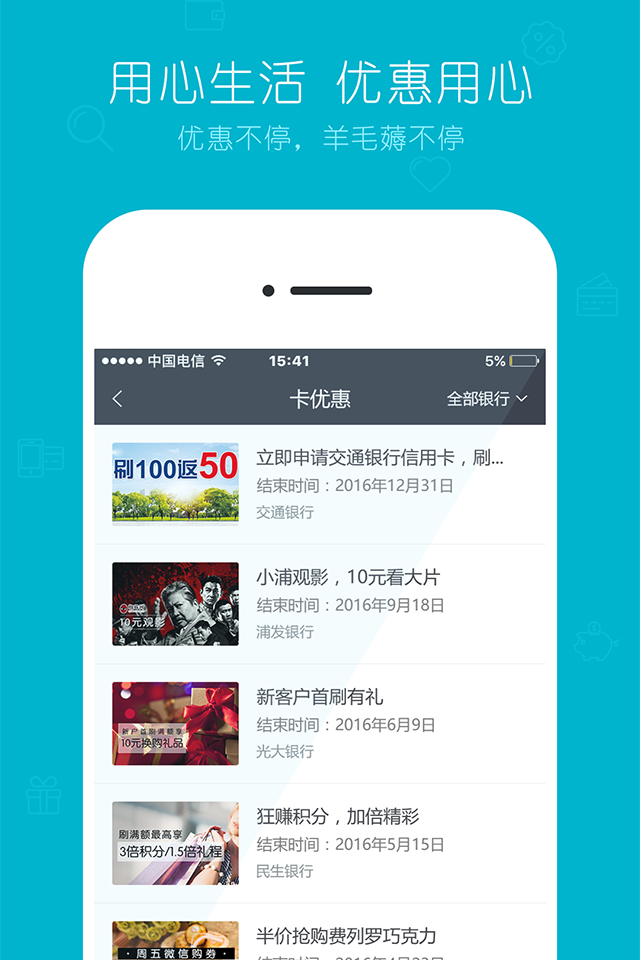 用心生活 优惠用心
优惠不停，羊毛薅不停
中国电信 15:41 5%
卡优惠 全部银行
刷100返50
立即申请交通银行信用卡，刷...
结束时间：2016年12月31日
交通银行
10元观影
小浦观影，10元看大片
结束时间：2016年9月18日
浦发银行
新户首刷满额享
10元换购礼品
新客户首刷有礼
结束时间：2016年6月9日
光大银行
刷满额最高享
3倍积分/1.5倍礼程
狂赚积分，加倍精彩
结束时间：2016年5月15日
民生银行
·周五微信购券·
半价抢购费列罗巧克力